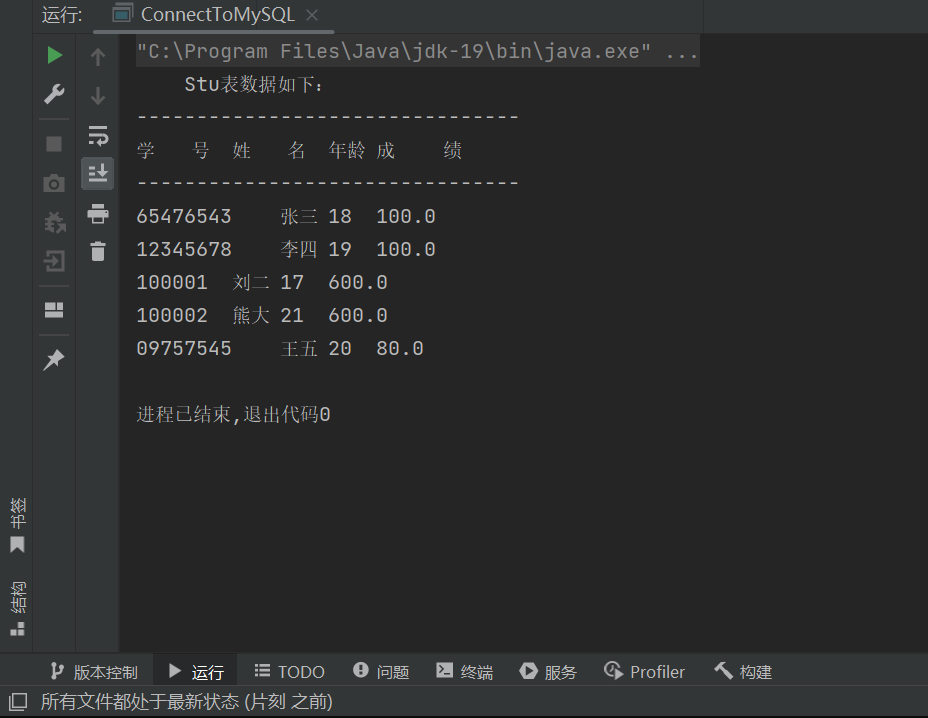 运行: ConnectToMySQL
"C:\Program Files\Java\jdk-19\bin\java.exe" ...
Stu表数据如下:
--------------------------------
学 号 姓 名 年龄 成 绩
--------------------------------
65476543 张三 18 100.0
12345678 李四 19 100.0
100001 刘二 17 600.0
100002 熊大 21 600.0
09757545 王五 20 80.0
进程已结束,退出代码0
书签
结构
版本控制 运行 TODO 问题 终端 服务 Profiler 构建
所有文件都处于最新状态 (片刻 之前)